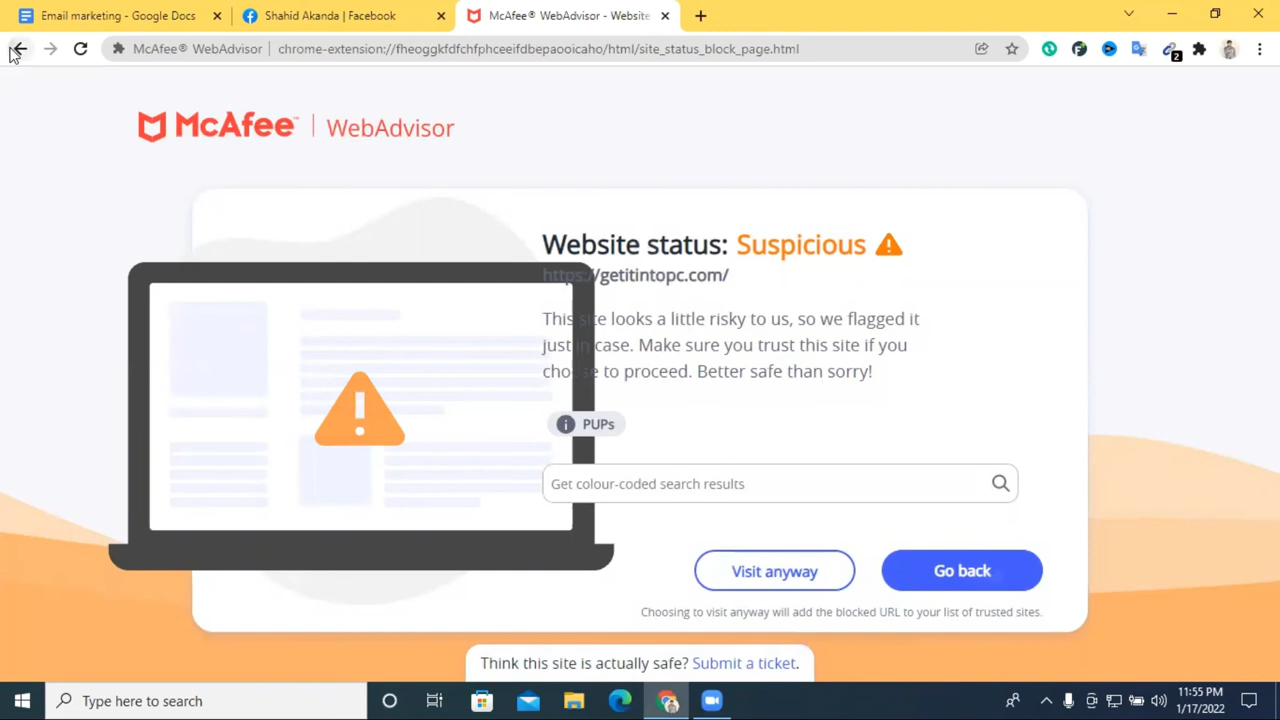 Email marketing - Google Docs
Shahid Akanda | Facebook
McAfee® WebAdvisor - Website
McAfee® WebAdvisor
chrome-extension://fheoggkfdfchfphceeifdbepaooicaho/html/site_status_block_page.html
2
McAfee™ | WebAdvisor
Website status: Suspicious
https://getitintopc.com/
This site looks a little risky to us, so we flagged it
just in case. Make sure you trust this site if you
choose to proceed. Better safe than sorry!
PUPs
Get colour-coded search results
Visit anyway
Go back
Choosing to visit anyway will add the blocked URL to your list of trusted sites.
Think this site is actually safe? Submit a ticket.
Type here to search
11:55 PM
1/17/2022